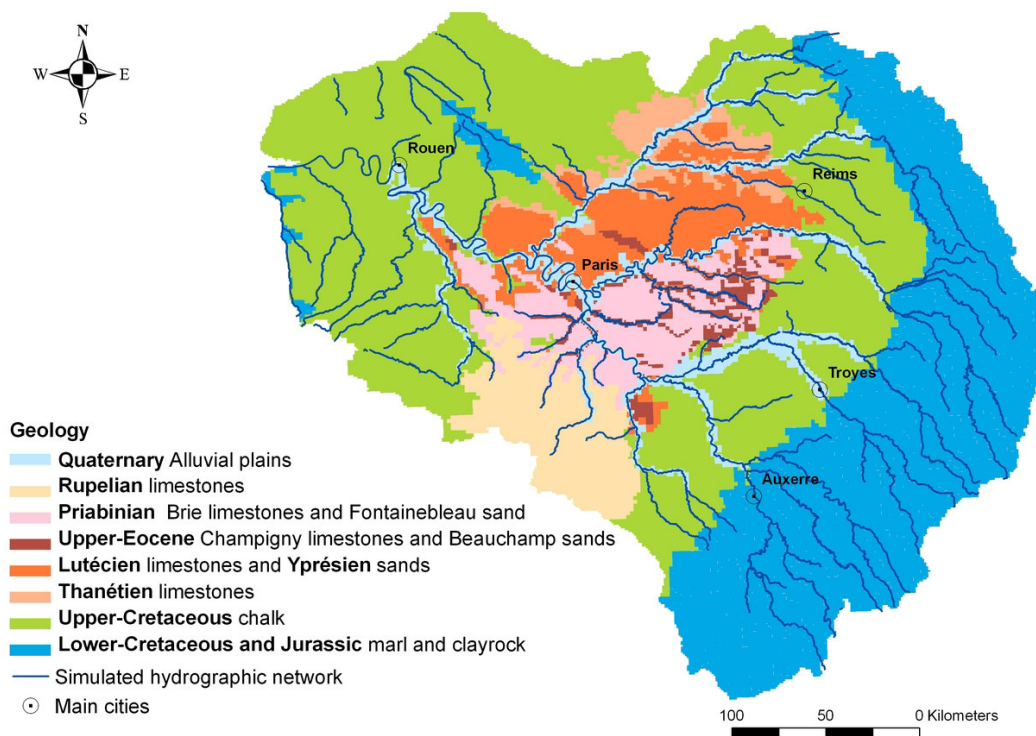 N
W E
S
Rouen
Reims
Paris
Troyes
Auxerre
Geology
Quaternary Alluvial plains
Rupelian limestones
Priabinian Brie limestones and Fontainebleau sand
Upper-Eocene Champigny limestones and Beauchamp sands
Lutécien limestones and Yprésien sands
Thanétien limestones
Upper-Cretaceous chalk
Lower-Cretaceous and Jurassic marl and clayrock
Simulated hydrographic network
Main cities
100 50 0 Kilometers